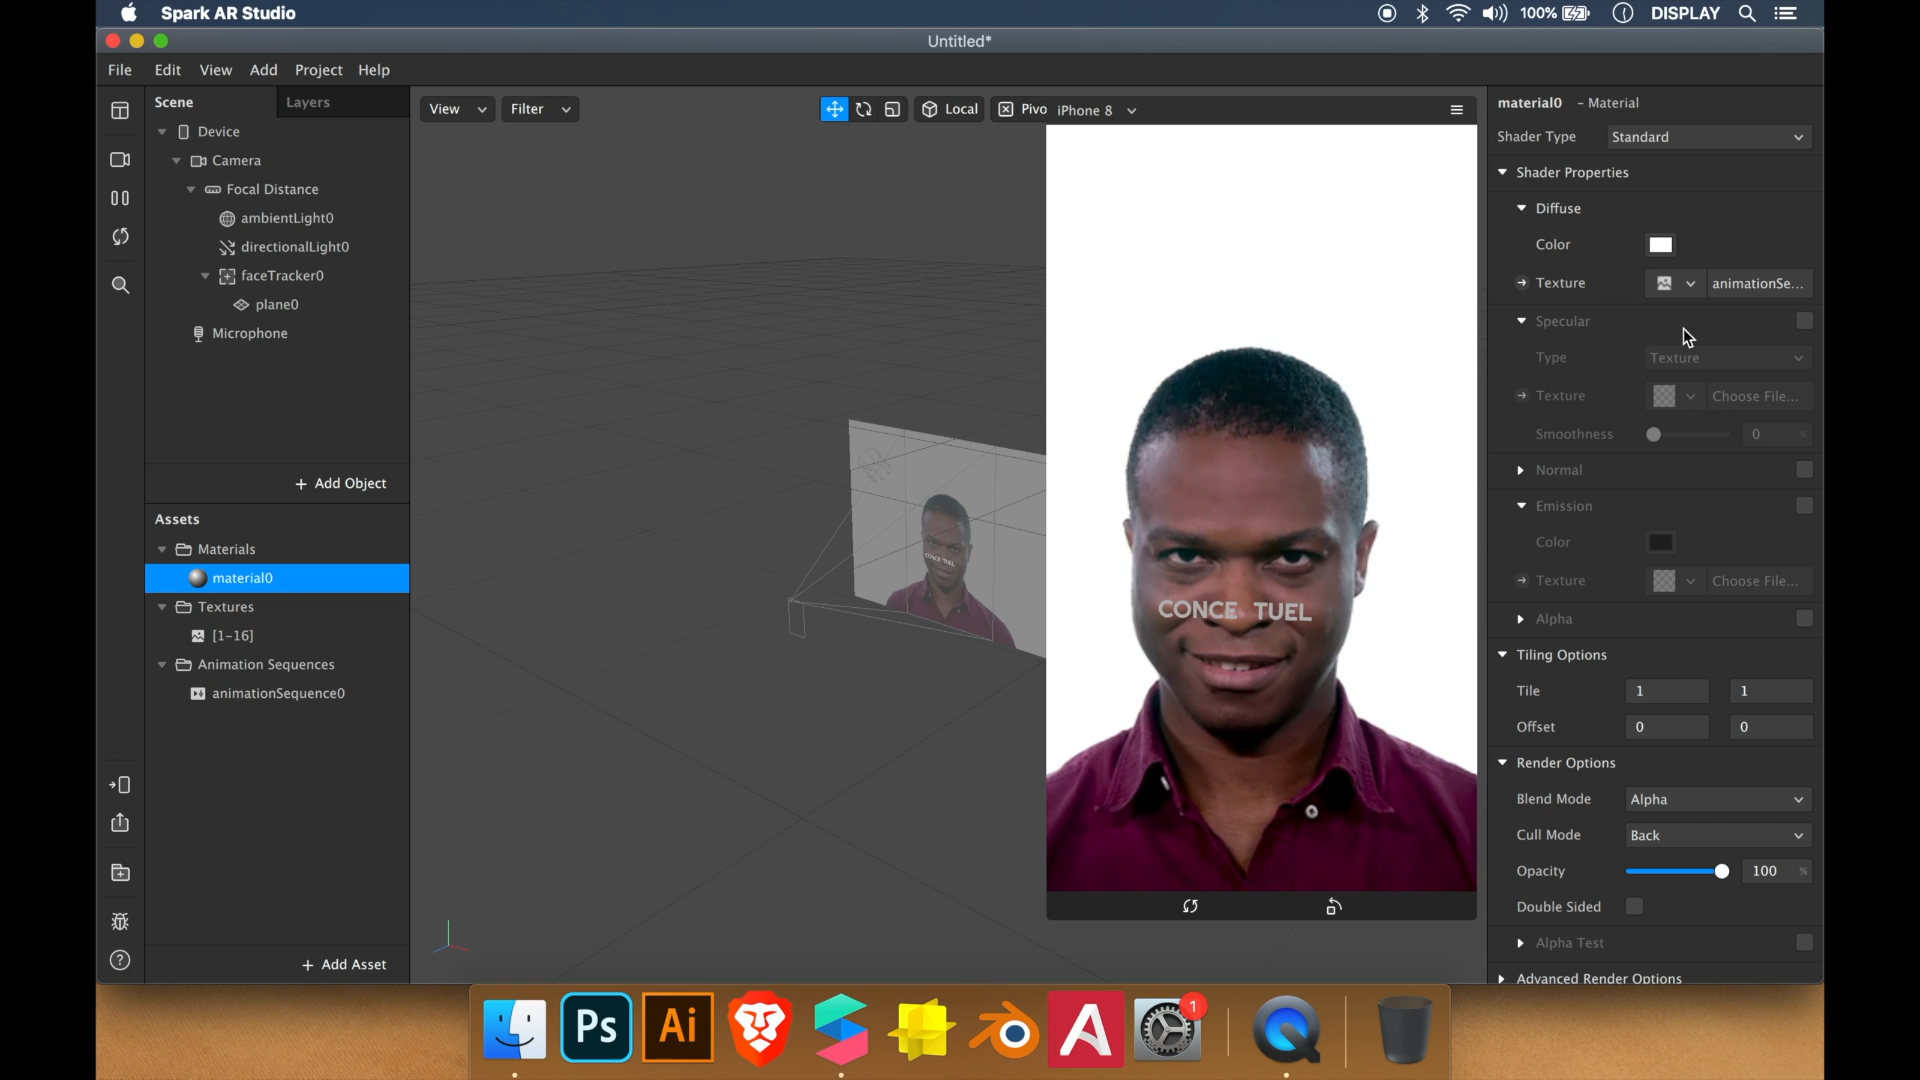 Spark AR Studio
100%
DISPLAY
Untitled*
File Edit View Add Project Help
Scene
Layers
Device
Camera
Focal Distance
ambientLight0
directionalLight0
faceTracker0
plane0
Microphone
+ Add Object
Assets
Materials
material0
Textures
[1-16]
Animation Sequences
animationSequence0
+ Add Asset
View
Filter
Local
Pivo
iPhone 8
CONCE TUEL
CONCE TUEL
material0 - Material
Shader Type Standard
Shader Properties
Diffuse
Color
Texture animationSe...
Specular
Type Texture
Texture Choose File...
Smoothness 0 %
Normal
Emission
Color
Texture Choose File...
Alpha
Tiling Options
Tile 1 1
Offset 0 0
Render Options
Blend Mode Alpha
Cull Mode Back
Opacity 100 %
Double Sided
Alpha Test
Advanced Render Options
Ps
Ai
A
1